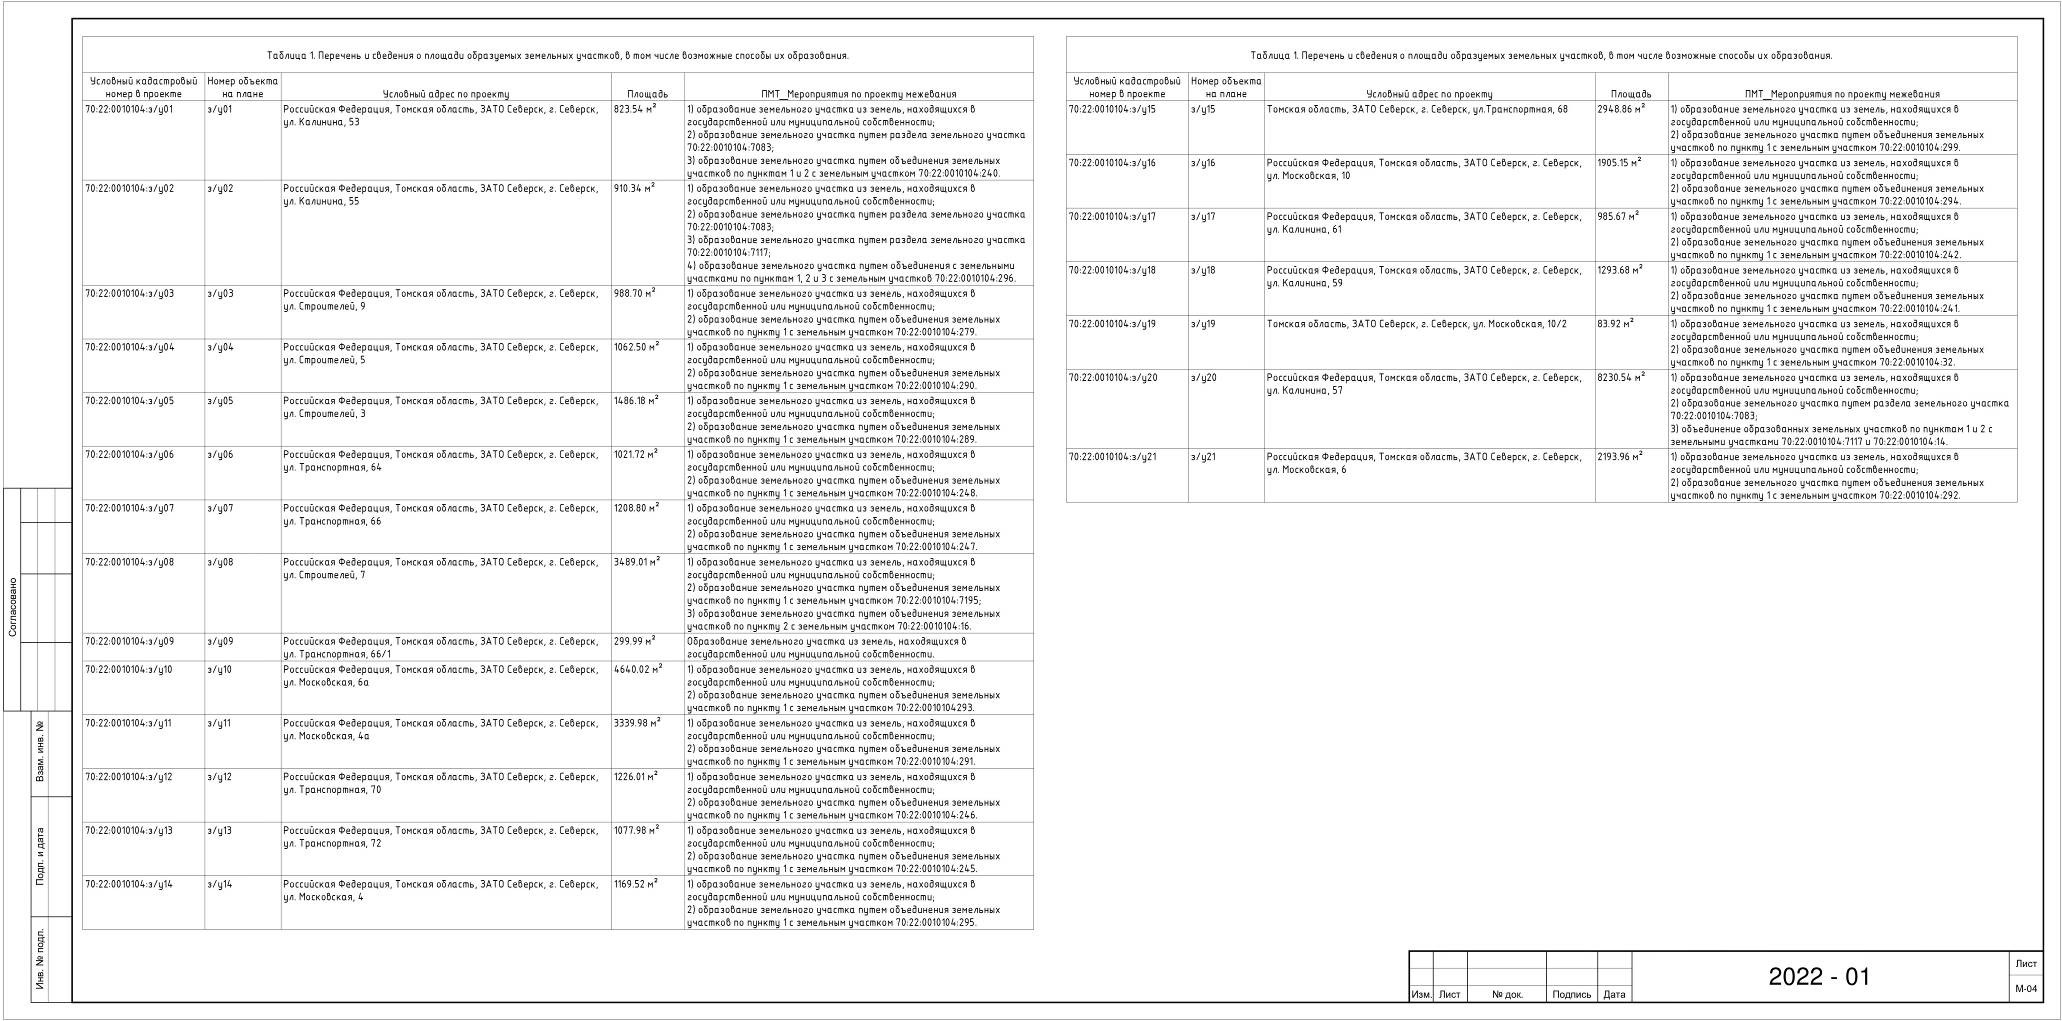 Таблица 1. Перечень и сведения о площади образуемых земельных участков, в том числе возможные способы их образования.
Условный кадастровый номер в проекте Номер объекта на плане Условный адрес по проекту Площадь ПМТ_Мероприятия по проекту межевания
70:22:0010104:з/у01 з/у01 Российская Федерация, Томская область, ЗАТО Северск, г. Северск, 823.54 м² 1) образование земельного участка из земель, находящихся в
ул. Калинина, 53 государственной или муниципальной собственности;
2) образование земельного участка путем раздела земельного участка
70:22:0010104:7083;
3) образование земельного участка путем объединения земельных
участков по пунктам 1 и 2 с земельным участком 70:22:0010104:240.
70:22:0010104:з/у02 з/у02 Российская Федерация, Томская область, ЗАТО Северск, г. Северск, 910.34 м² 1) образование земельного участка из земель, находящихся в
ул. Калинина, 55 государственной или муниципальной собственности;
2) образование земельного участка путем раздела земельного участка
70:22:0010104:7083;
3) образование земельного участка путем раздела земельного участка
70:22:0010104:7117;
4) образование земельного участка путем объединения с земельными
участками по пунктам 1, 2 и 3 с земельным участков 70:22:0010104:296.
70:22:0010104:з/у03 з/у03 Российская Федерация, Томская область, ЗАТО Северск, г. Северск, 988.70 м² 1) образование земельного участка из земель, находящихся в
ул. Строителей, 9 государственной или муниципальной собственности;
2) образование земельного участка путем объединения земельных
участков по пункту 1 с земельным участком 70:22:0010104:279.
70:22:0010104:з/у04 з/у04 Российская Федерация, Томская область, ЗАТО Северск, г. Северск, 1062.50 м² 1) образование земельного участка из земель, находящихся в
ул. Строителей, 5 государственной или муниципальной собственности;
2) образование земельного участка путем объединения земельных
участков по пункту 1 с земельным участком 70:22:0010104:290.
70:22:0010104:з/у05 з/у05 Российская Федерация, Томская область, ЗАТО Северск, г. Северск, 1486.18 м² 1) образование земельного участка из земель, находящихся в
ул. Строителей, 3 государственной или муниципальной собственности;
2) образование земельного участка путем объединения земельных
участков по пункту 1 с земельным участком 70:22:0010104:289.
70:22:0010104:з/у06 з/у06 Российская Федерация, Томская область, ЗАТО Северск, г. Северск, 1021.72 м² 1) образование земельного участка из земель, находящихся в
ул. Транспортная, 64 государственной или муниципальной собственности;
2) образование земельного участка путем объединения земельных
участков по пункту 1 с земельным участком 70:22:0010104:248.
70:22:0010104:з/у07 з/у07 Российская Федерация, Томская область, ЗАТО Северск, г. Северск, 1208.80 м² 1) образование земельного участка из земель, находящихся в
ул. Транспортная, 66 государственной или муниципальной собственности;
2) образование земельного участка путем объединения земельных
участков по пункту 1 с земельным участком 70:22:0010104:247.
70:22:0010104:з/у08 з/у08 Российская Федерация, Томская область, ЗАТО Северск, г. Северск, 3489.01 м² 1) образование земельного участка из земель, находящихся в
ул. Строителей, 7 государственной или муниципальной собственности;
2) образование земельного участка путем объединения земельных
участков по пункту 1 с земельным участком 70:22:0010104:7195;
3) образование земельного участка путем объединения земельных
участков по пункту 2 с земельным участком 70:22:0010104:16.
70:22:0010104:з/у09 з/у09 Российская Федерация, Томская область, ЗАТО Северск, г. Северск, 299.99 м² Образование земельного участка из земель, находящихся в
ул. Транспортная, 66/1 государственной или муниципальной собственности.
70:22:0010104:з/у10 з/у10 Российская Федерация, Томская область, ЗАТО Северск, г. Северск, 4640.02 м² 1) образование земельного участка из земель, находящихся в
ул. Московская, 6а государственной или муниципальной собственности;
2) образование земельного участка путем объединения земельных
участков по пункту 1 с земельным участком 70:22:0010104293.
70:22:0010104:з/у11 з/у11 Российская Федерация, Томская область, ЗАТО Северск, г. Северск, 3339.98 м² 1) образование земельного участка из земель, находящихся в
ул. Московская, 4а государственной или муниципальной собственности;
2) образование земельного участка путем объединения земельных
участков по пункту 1 с земельным участком 70:22:0010104:291.
70:22:0010104:з/у12 з/у12 Российская Федерация, Томская область, ЗАТО Северск, г. Северск, 1226.01 м² 1) образование земельного участка из земель, находящихся в
ул. Транспортная, 70 государственной или муниципальной собственности;
2) образование земельного участка путем объединения земельных
участков по пункту 1 с земельным участком 70:22:0010104:246.
70:22:0010104:з/у13 з/у13 Российская Федерация, Томская область, ЗАТО Северск, г. Северск, 1077.98 м² 1) образование земельного участка из земель, находящихся в
ул. Транспортная, 72 государственной или муниципальной собственности;
2) образование земельного участка путем объединения земельных
участков по пункту 1 с земельным участком 70:22:0010104:245.
70:22:0010104:з/у14 з/у14 Российская Федерация, Томская область, ЗАТО Северск, г. Северск, 1169.52 м² 1) образование земельного участка из земель, находящихся в
ул. Московская, 4 государственной или муниципальной собственности;
2) образование земельного участка путем объединения земельных
участков по пункту 1 с земельным участком 70:22:0010104:295.
Таблица 1. Перечень и сведения о площади образуемых земельных участков, в том числе возможные способы их образования.
Условный кадастровый номер в проекте Номер объекта на плане Условный адрес по проекту Площадь ПМТ_Мероприятия по проекту межевания
70:22:0010104:з/у15 з/у15 Томская область, ЗАТО Северск, г. Северск, ул.Транспортная, 68 2948.86 м² 1) образование земельного участка из земель, находящихся в
государственной или муниципальной собственности;
2) образование земельного участка путем объединения земельных
участков по пункту 1 с земельным участком 70:22:0010104:299.
70:22:0010104:з/у16 з/у16 Российская Федерация, Томская область, ЗАТО Северск, г. Северск, 1905.15 м² 1) образование земельного участка из земель, находящихся в
ул. Московская, 10 государственной или муниципальной собственности;
2) образование земельного участка путем объединения земельных
участков по пункту 1 с земельным участком 70:22:0010104:294.
70:22:0010104:з/у17 з/у17 Российская Федерация, Томская область, ЗАТО Северск, г. Северск, 985.67 м² 1) образование земельного участка из земель, находящихся в
ул. Калинина, 61 государственной или муниципальной собственности;
2) образование земельного участка путем объединения земельных
участков по пункту 1 с земельным участком 70:22:0010104:242.
70:22:0010104:з/у18 з/у18 Российская Федерация, Томская область, ЗАТО Северск, г. Северск, 1293.68 м² 1) образование земельного участка из земель, находящихся в
ул. Калинина, 59 государственной или муниципальной собственности;
2) образование земельного участка путем объединения земельных
участков по пункту 1 с земельным участком 70:22:0010104:241.
70:22:0010104:з/у19 з/у19 Томская область, ЗАТО Северск, г. Северск, ул. Московская, 10/2 83.92 м² 1) образование земельного участка из земель, находящихся в
государственной или муниципальной собственности;
2) образование земельного участка путем объединения земельных
участков по пункту 1 с земельным участком 70:22:0010104:32.
70:22:0010104:з/у20 з/у20 Российская Федерация, Томская область, ЗАТО Северск, г. Северск, 8230.54 м² 1) образование земельного участка из земель, находящихся в
ул. Калинина, 57 государственной или муниципальной собственности;
2) образование земельного участка путем раздела земельного участка
70:22:0010104:7083;
3) объединение образованных земельных участков по пунктам 1 и 2 с
земельными участками 70:22:0010104:7117 и 70:22:0010104:14.
70:22:0010104:з/у21 з/у21 Российская Федерация, Томская область, ЗАТО Северск, г. Северск, 2193.96 м² 1) образование земельного участка из земель, находящихся в
ул. Московская, 6 государственной или муниципальной собственности;
2) образование земельного участка путем объединения земельных
участков по пункту 1 с земельным участком 70:22:0010104:292.
Согласовано
Взам. инв. №
Подп. и дата
Инв. № подл.
Изм. Лист № док. Подпись Дата
2022 - 01
Лист
М-04